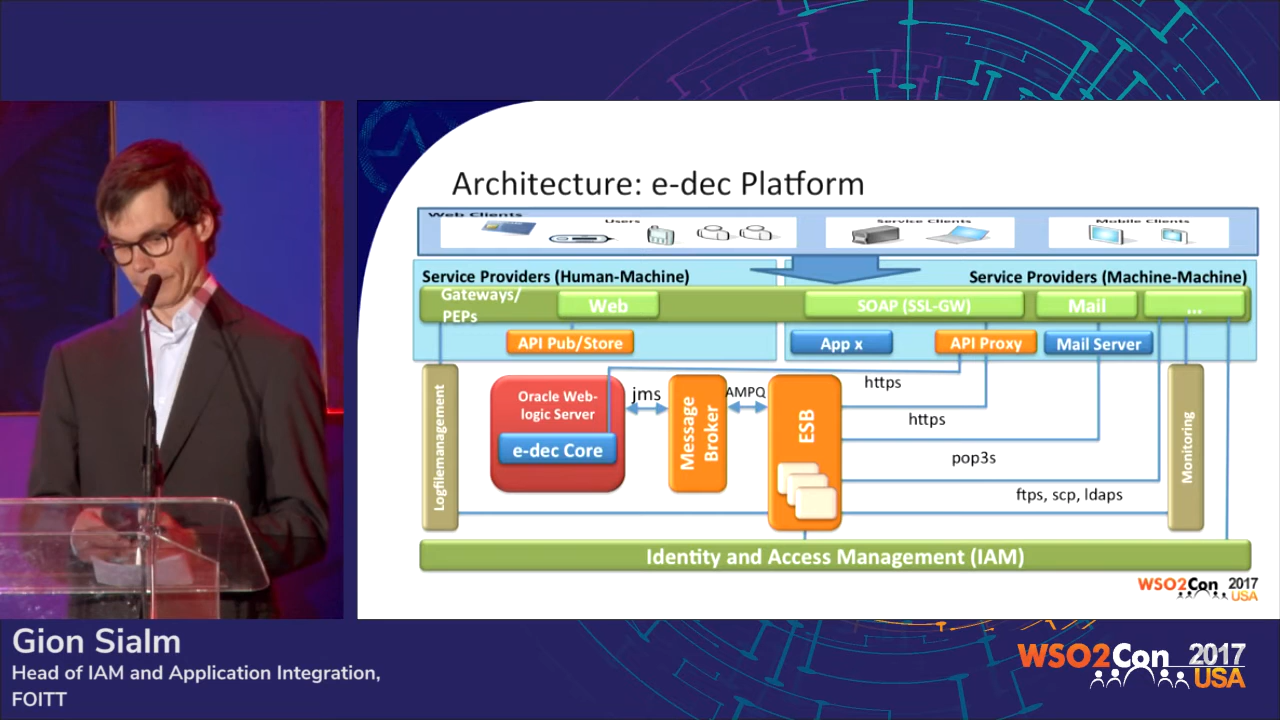 Architecture: e-dec Platform
Web Clients
Users
Service Clients
Mobile Clients
Service Providers (Human-Machine)
Service Providers (Machine-Machine)
Gateways/
PEPs
Web
SOAP (SSL-GW)
Mail
...
API Pub/Store
App x
API Proxy
Mail Server
Logfilemanagement
Oracle Web-
logic Server
e-dec Core
jms
Message
Broker
AMPQ
ESB
https
https
pop3s
ftps, scp, ldaps
Monitoring
Identity and Access Management (IAM)
WSO2Con 2017
USA
Gion Sialm
Head of IAM and Application Integration,
FOITT
WSO2Con 2017
USA